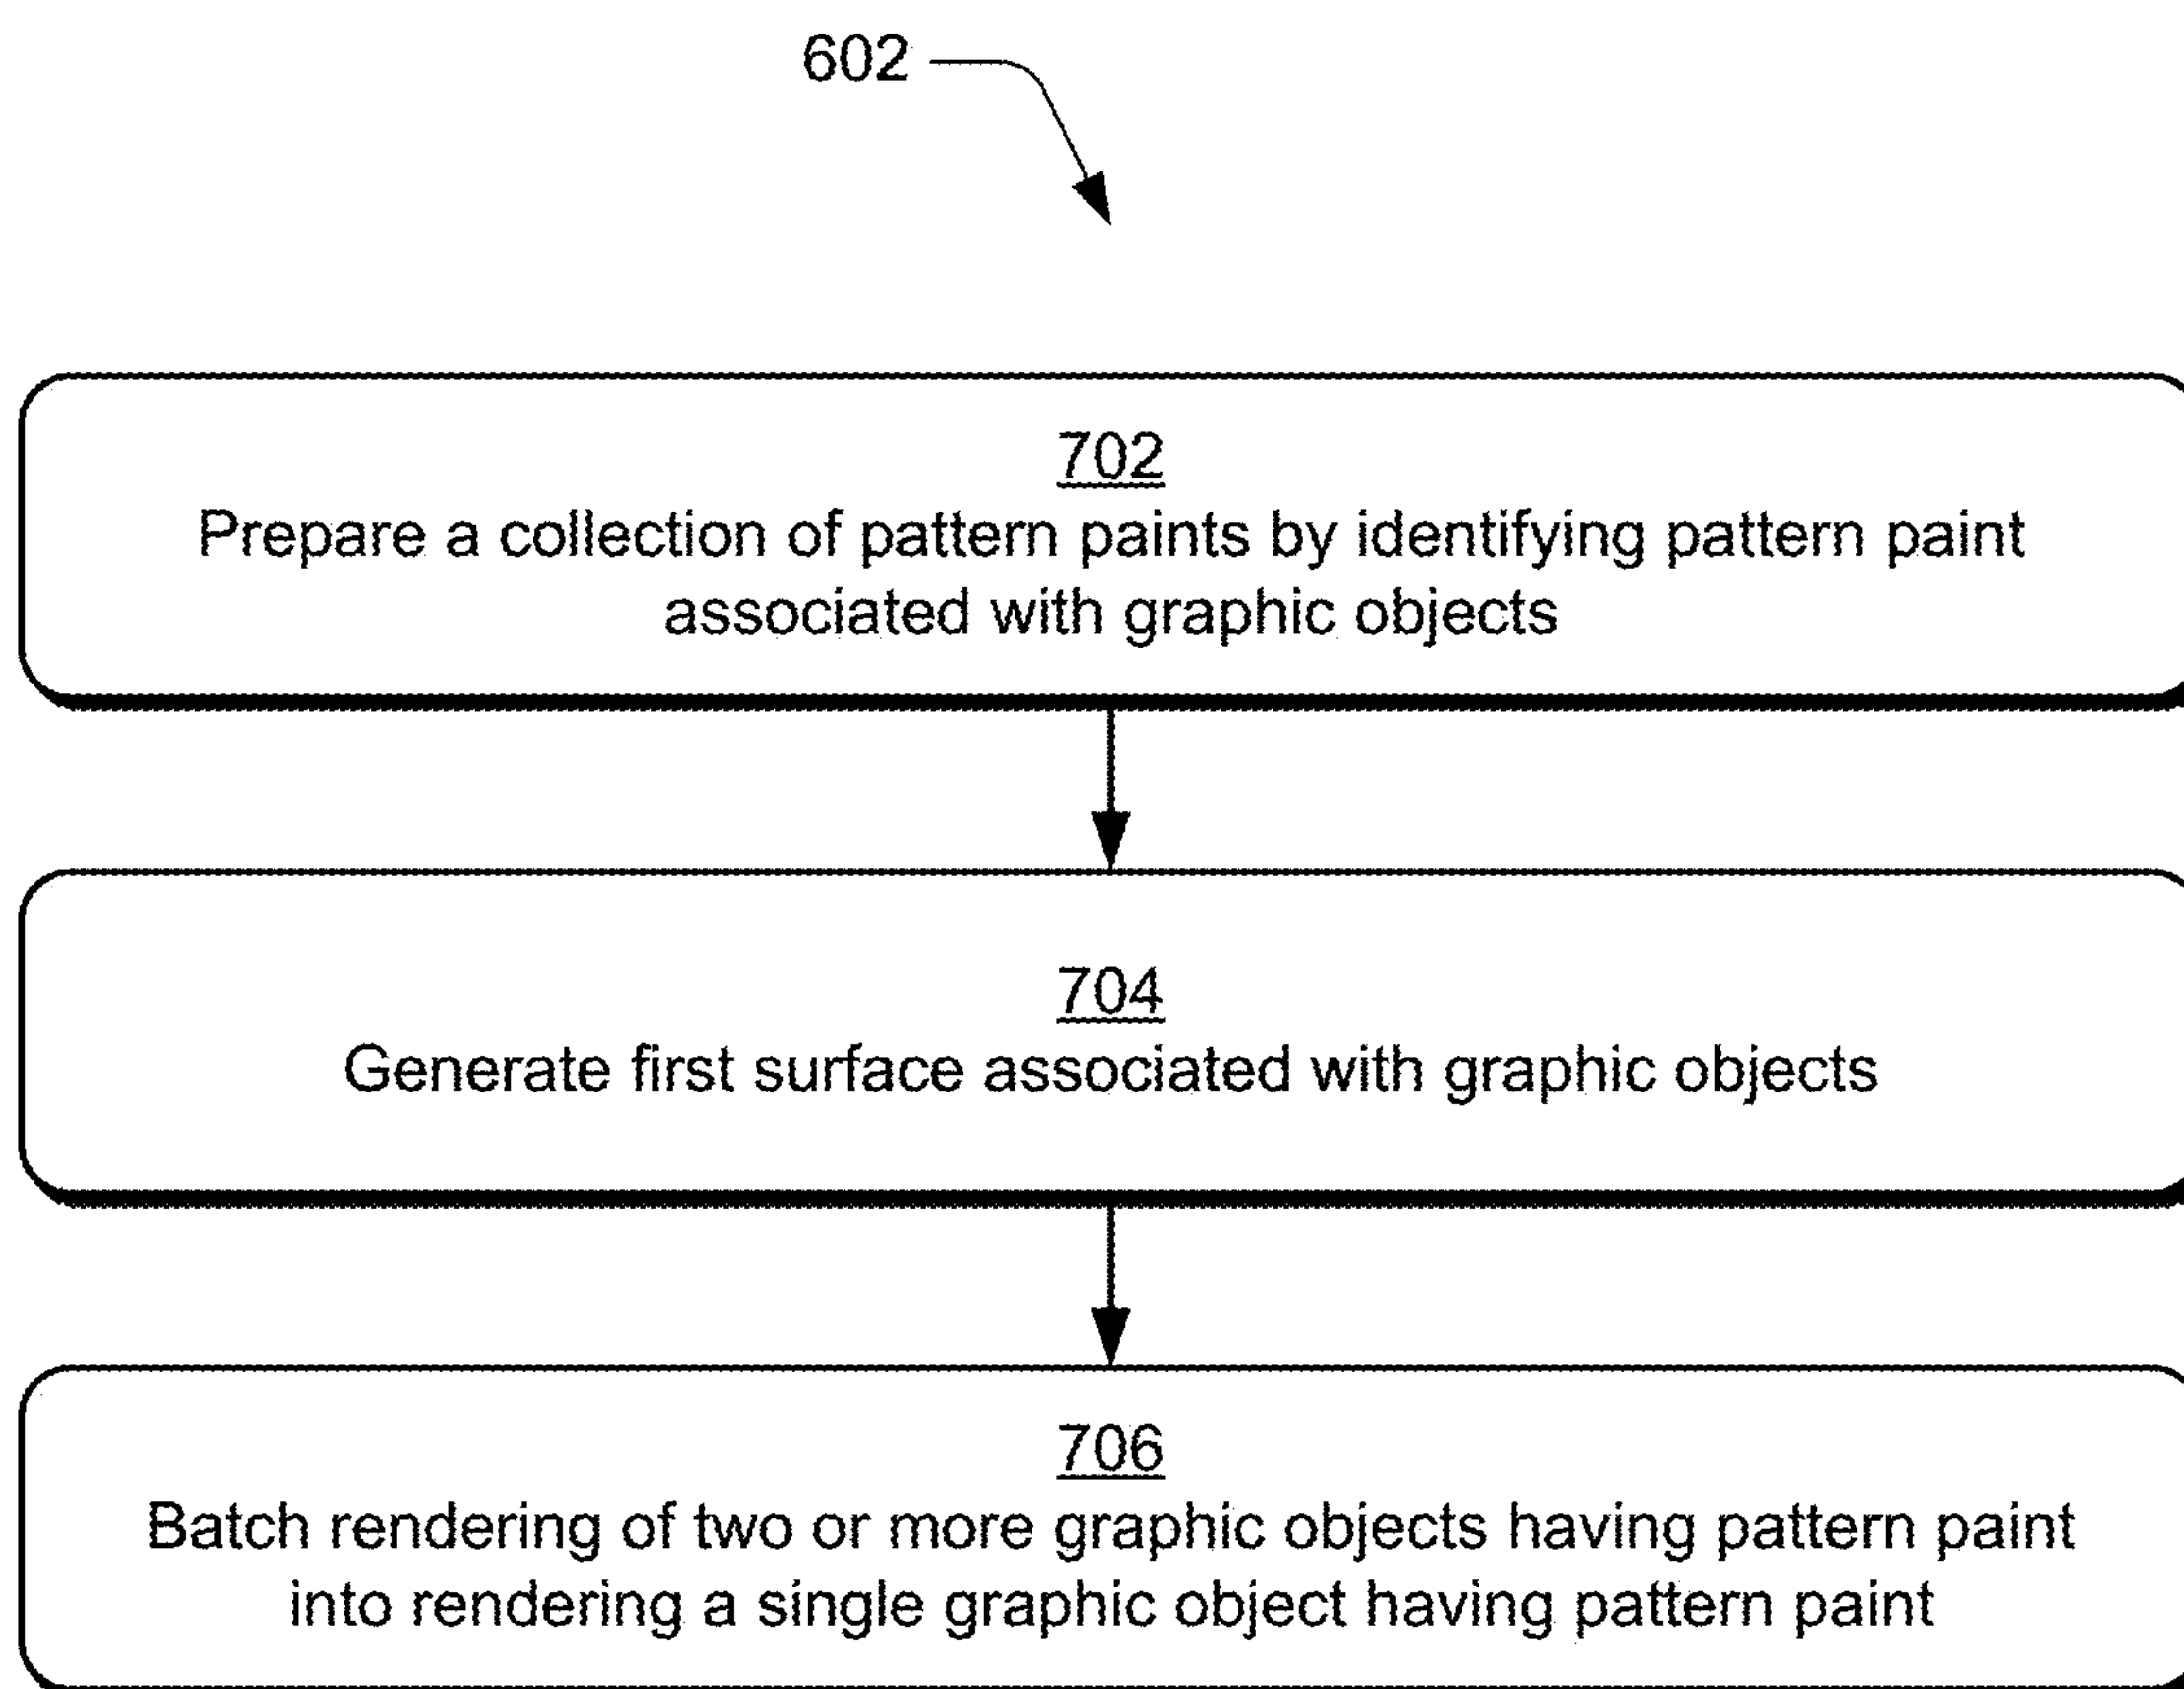 602
702
Prepare a collection of pattern paints by identifying pattern paint
associated with graphic objects
704
Generate first surface associated with graphic objects
706
Batch rendering of two or more graphic objects having pattern paint
into rendering a single graphic object having pattern paint